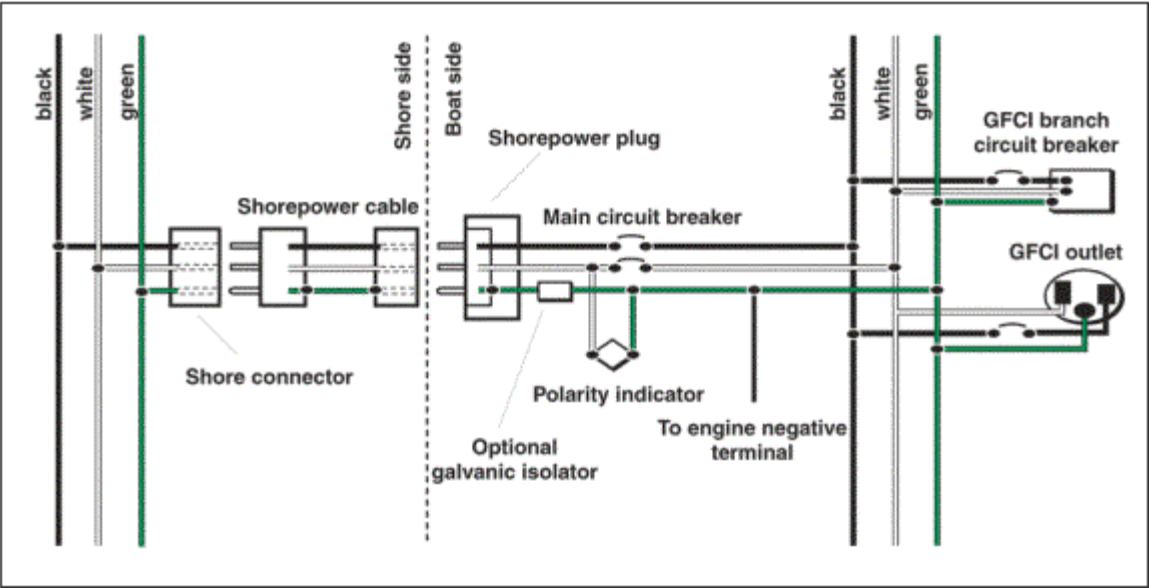 black
white
green
Shore side
Boat side
black
white
green
Shorepower plug
GFCI branch
circuit breaker
Shorepower cable
Main circuit breaker
GFCI outlet
Shore connector
Polarity indicator
To engine negative
terminal
Optional
galvanic isolator